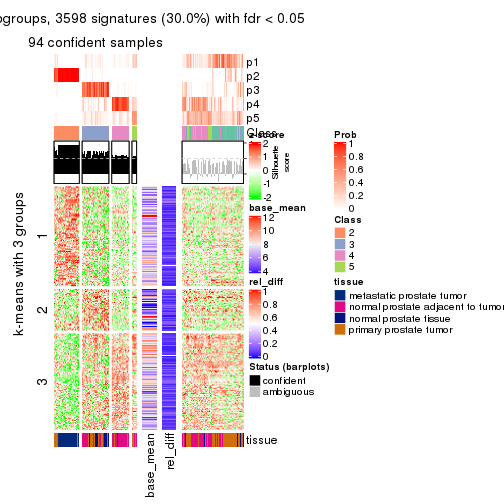 ogroups, 3598 signatures (30.0%) with fdr < 0.05
94 confident samples
p1
p2
p3
p4
p5
Class
z-score
2
1
0
-1
-2
Silhouette
score
base_mean
12
10
8
6
4
rel_diff
1
0.8
0.6
0.4
0.2
0
Status (barplots)
confident
ambiguous
Prob
1
0.8
0.6
0.4
0.2
0
Class
2
3
4
5
tissue
metastatic prostate tumor
normal prostate adjacent to tumor
normal prostate tissue
primary prostate tumor
k-means with 3 groups
1
2
3
base_mean
rel_diff
tissue